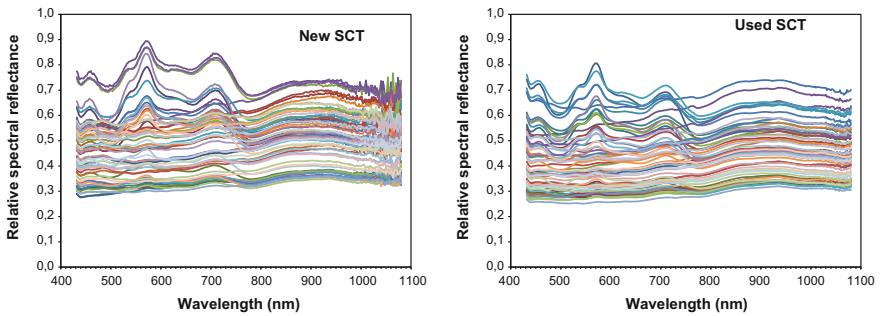 New SCT
Relative spectral reflectance
1,0
0,9
0,8
0,7
0,6
0,5
0,4
0,3
0,2
0,1
0,0
400 500 600 700 800 900 1000 1100
Wavelength (nm)
Used SCT
Relative spectral reflectance
1,0
0,9
0,8
0,7
0,6
0,5
0,4
0,3
0,2
0,1
0,0
400 500 600 700 800 900 1000 1100
Wavelength (nm)